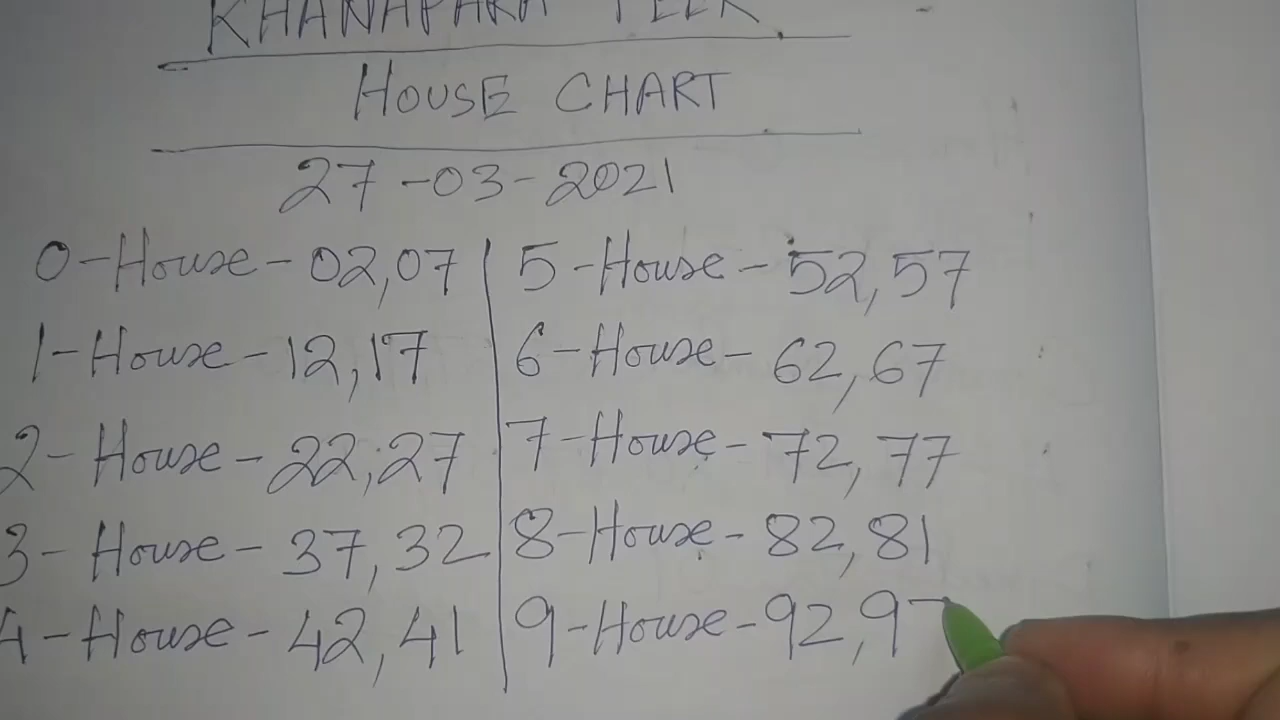 KHANAPARA TEER
HOUSE CHART
27-03-2021
0-House-02,07
1-House-12,17
2-House-22,27
3-House-37,32
4-House-42,41
5-House-52,57
6-House-62,67
7-House-72,77
8-House-82,81
9-House-92,97